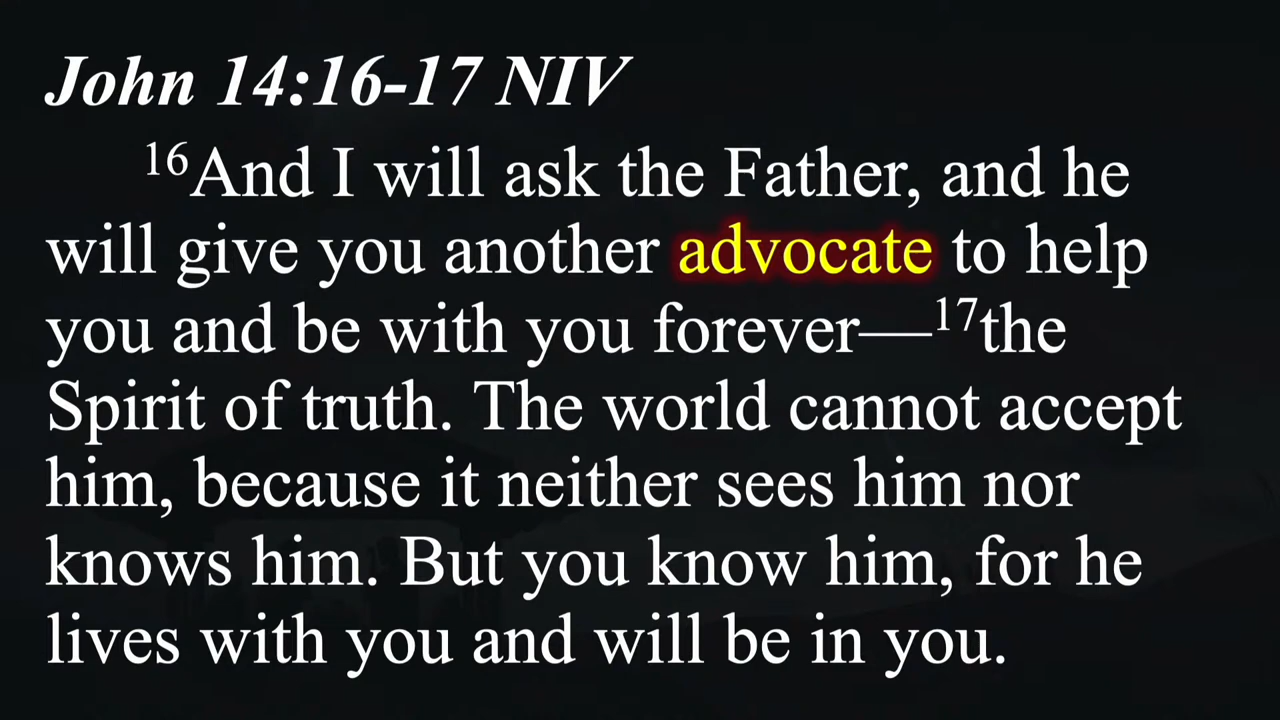 John 14:16-17 NIV
16And I will ask the Father, and he
will give you another advocate to help
you and be with you forever—17the
Spirit of truth. The world cannot accept
him, because it neither sees him nor
knows him. But you know him, for he
lives with you and will be in you.